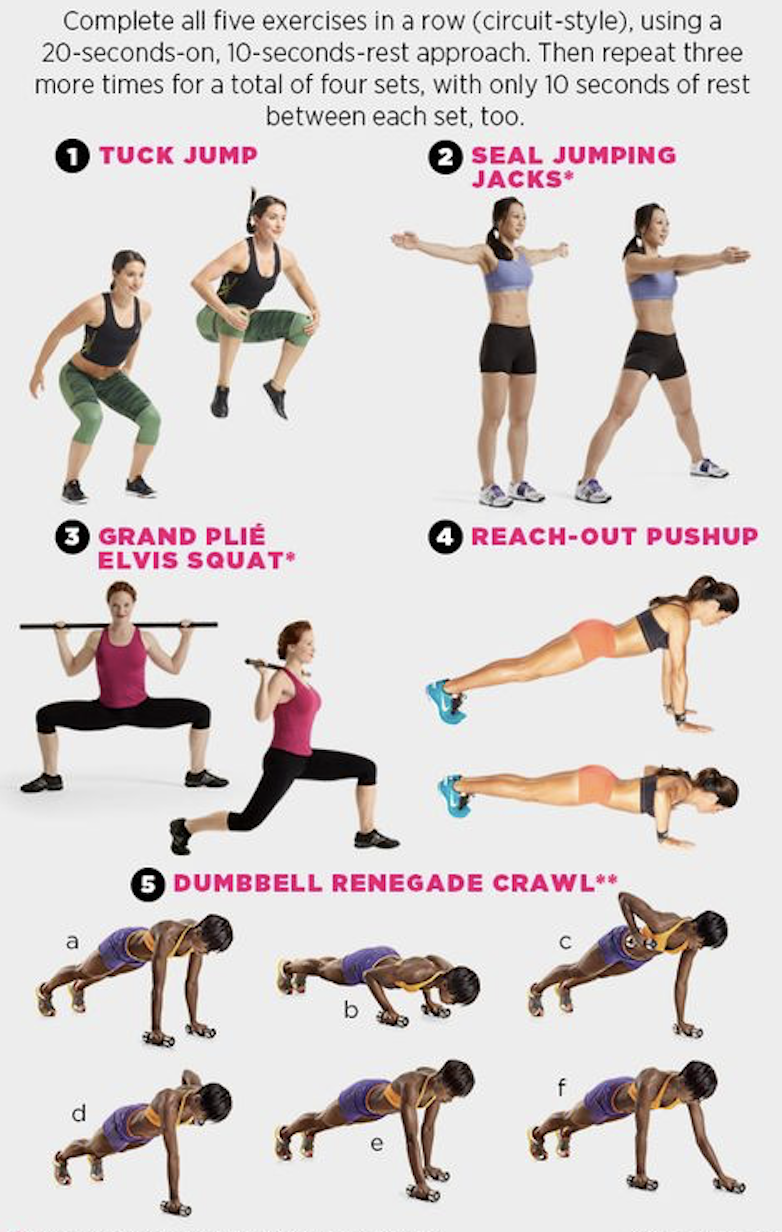 Complete all five exercises in a row (circuit-style), using a
20-seconds-on, 10-seconds-rest approach. Then repeat three
more times for a total of four sets, with only 10 seconds of rest
between each set, too.
1 TUCK JUMP
2 SEAL JUMPING
JACKS*
3 GRAND PLIÉ
ELVIS SQUAT*
4 REACH-OUT PUSHUP
5 DUMBBELL RENEGADE CRAWL**
a
b
c
d
e
f